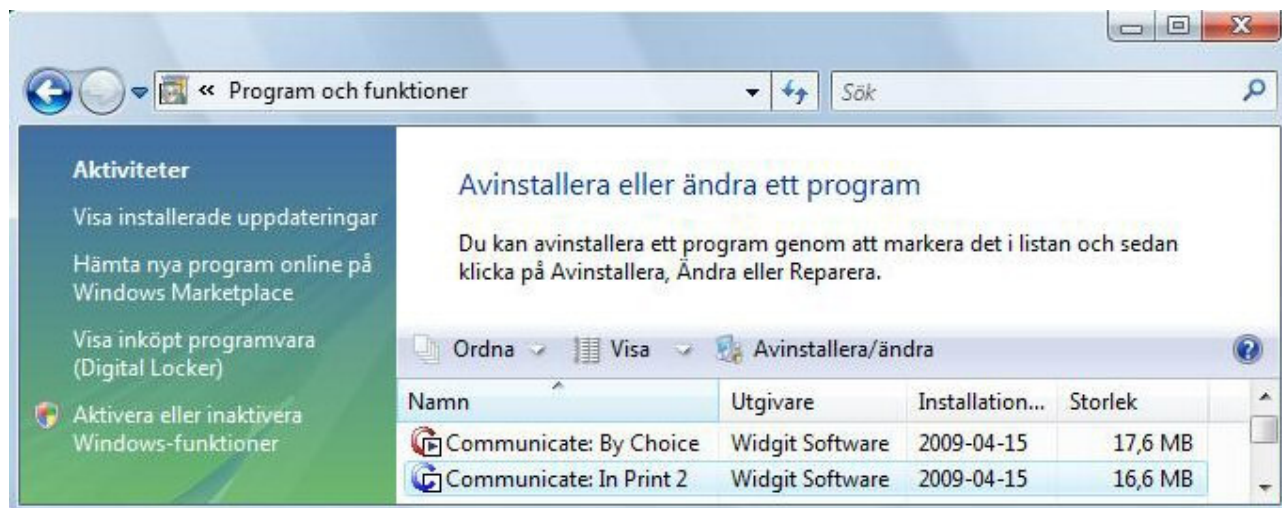 « Program och funktioner
Sök
Aktiviteter
Visa installerade uppdateringar
Hämta nya program online på
Windows Marketplace
Visa inköpt programvara
(Digital Locker)
Aktivera eller inaktivera
Windows-funktioner
Avinstallera eller ändra ett program
Du kan avinstallera ett program genom att markera det i listan och sedan
klicka på Avinstallera, Ändra eller Reparera.
Ordna Visa Avinstallera/ändra
Namn Utgivare Installation... Storlek
Communicate: By Choice Widgit Software 2009-04-15 17,6 MB
Communicate: In Print 2 Widgit Software 2009-04-15 16,6 MB